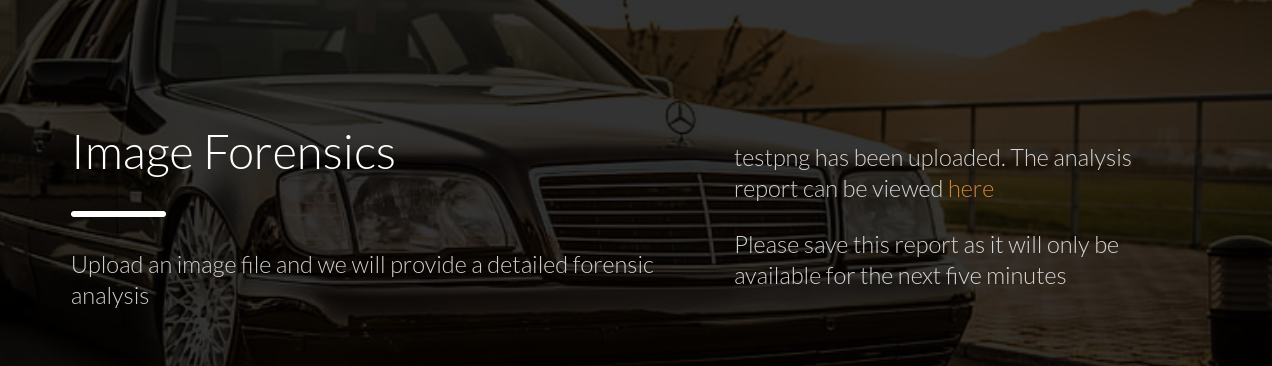 Image Forensics
Upload an image file and we will provide a detailed forensic
analysis
testpng has been uploaded. The analysis
report can be viewed here
Please save this report as it will only be
available for the next five minutes